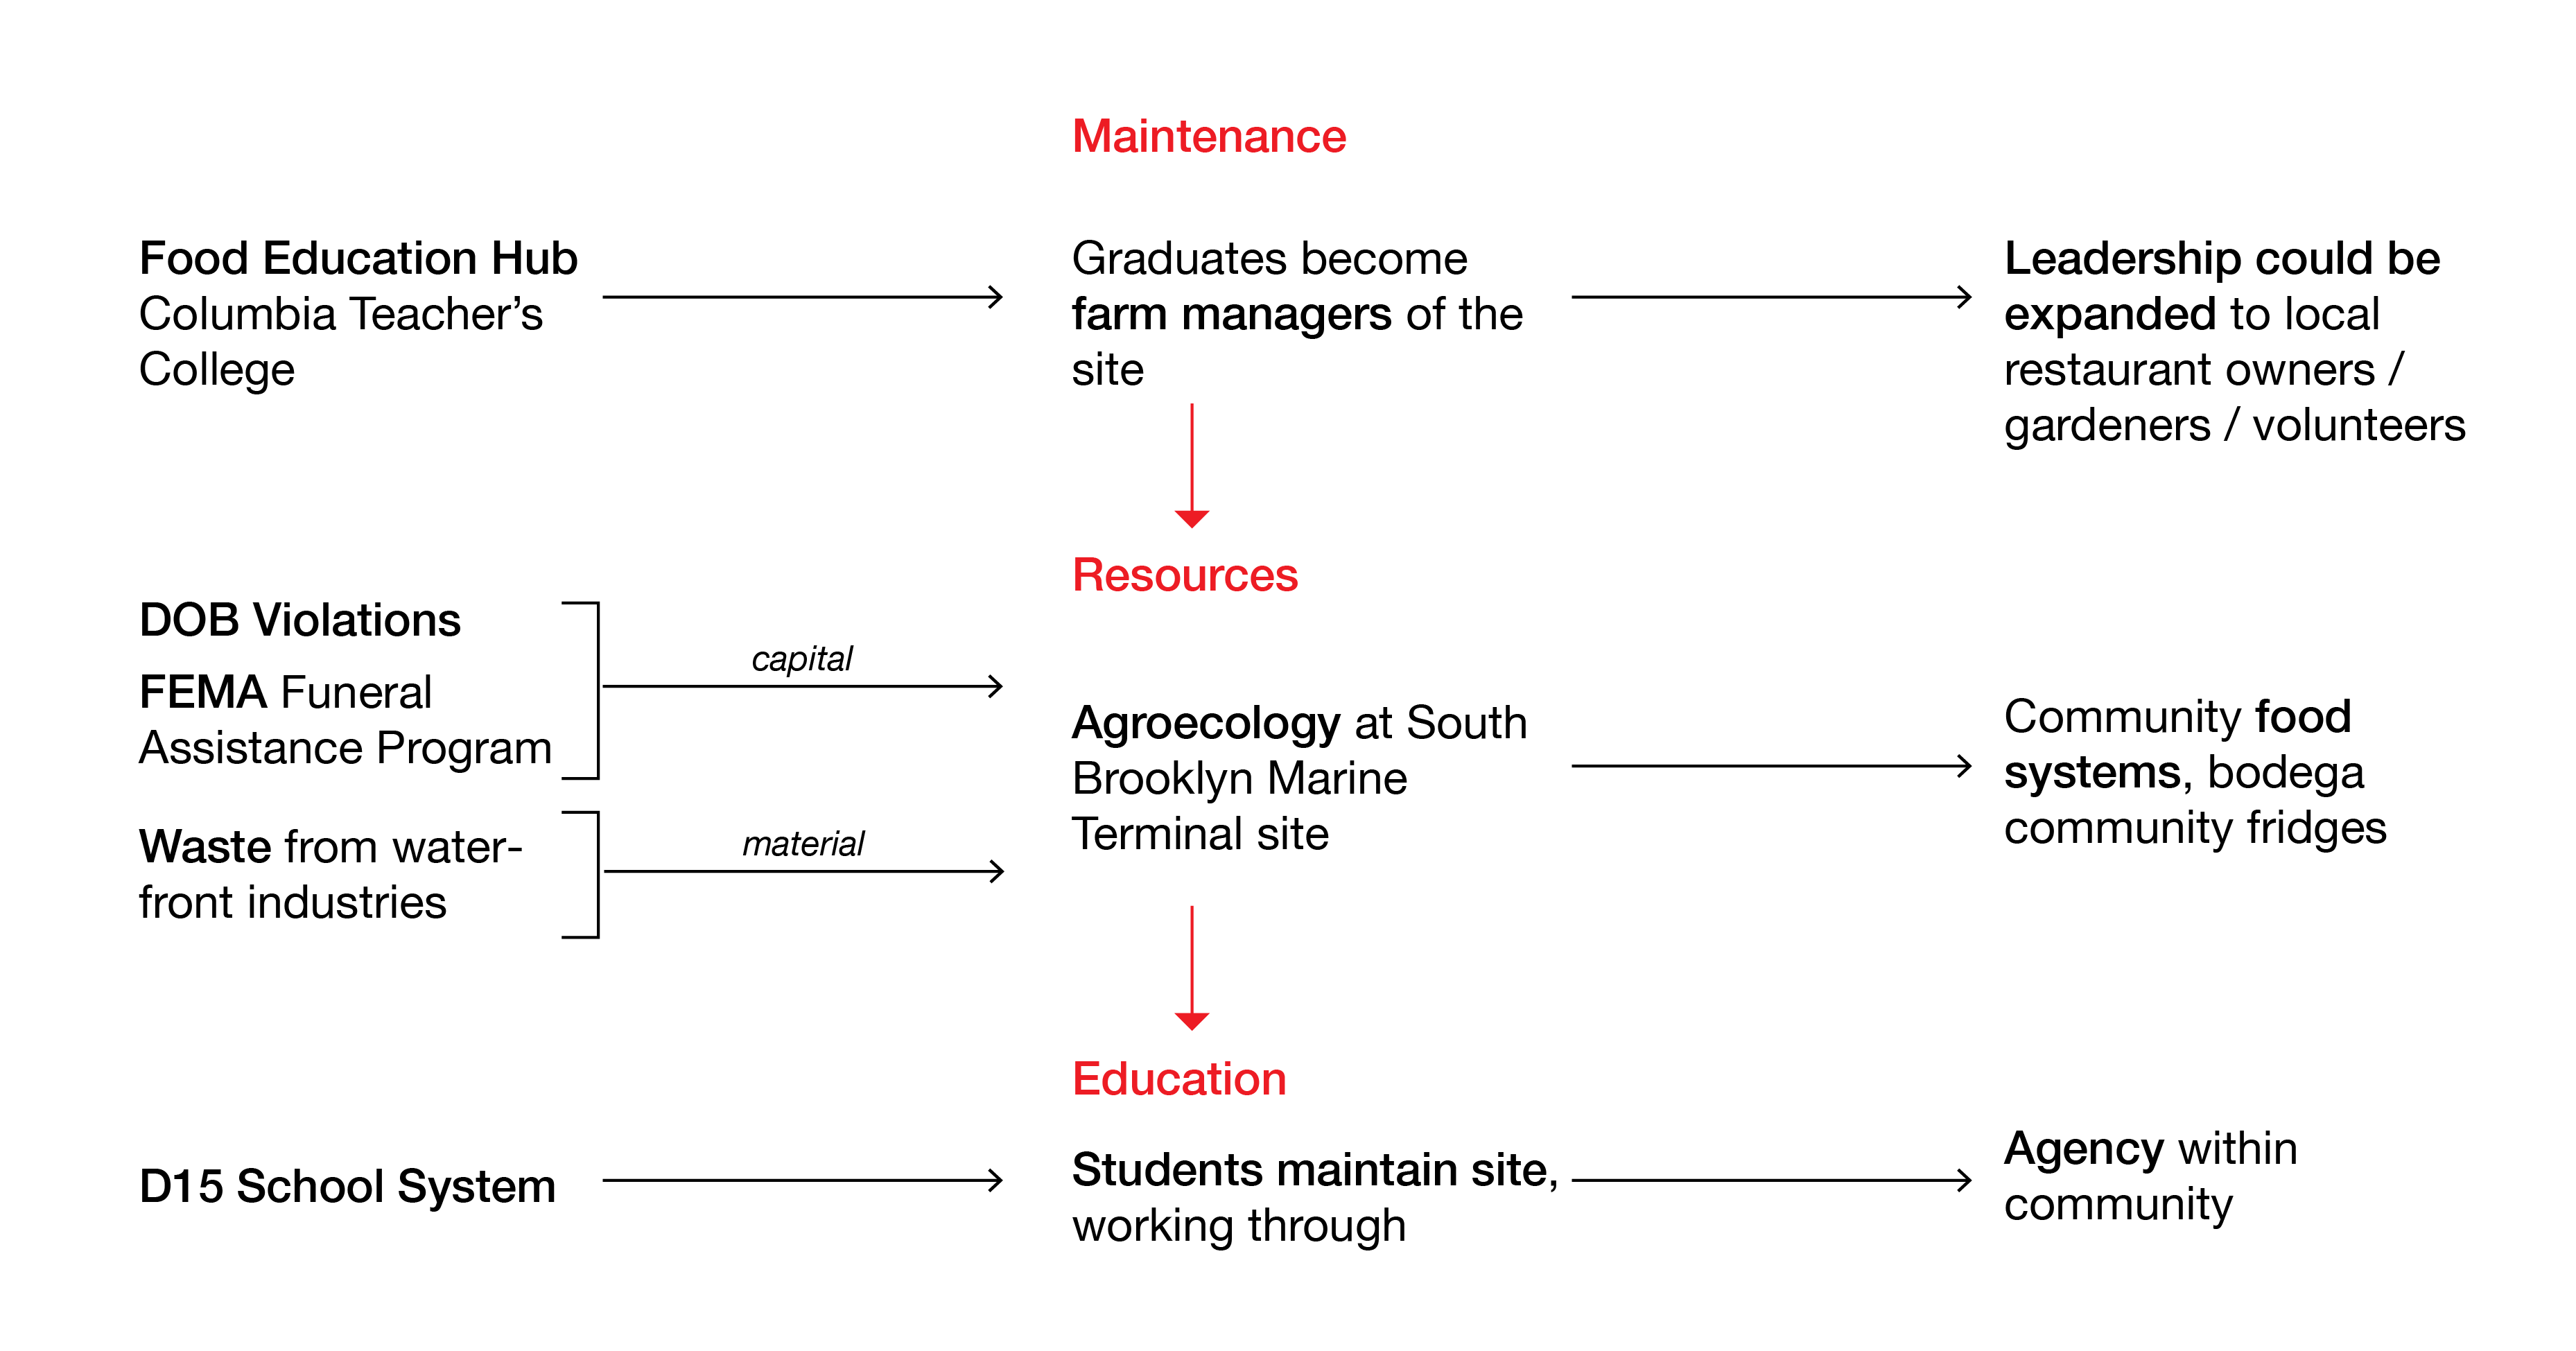 Maintenance
Food Education Hub
Columbia Teacher's
College
Graduates become
farm managers of the
site
Leadership could be
expanded to local
restaurant owners /
gardeners / volunteers
Resources
DOB Violations
FEMA Funeral
Assistance Program
capital
Waste from water-
front industries
material
Agroecology at South
Brooklyn Marine
Terminal site
Community food
systems, bodega
community fridges
Education
D15 School System
Students maintain site,
working through
Agency within
community